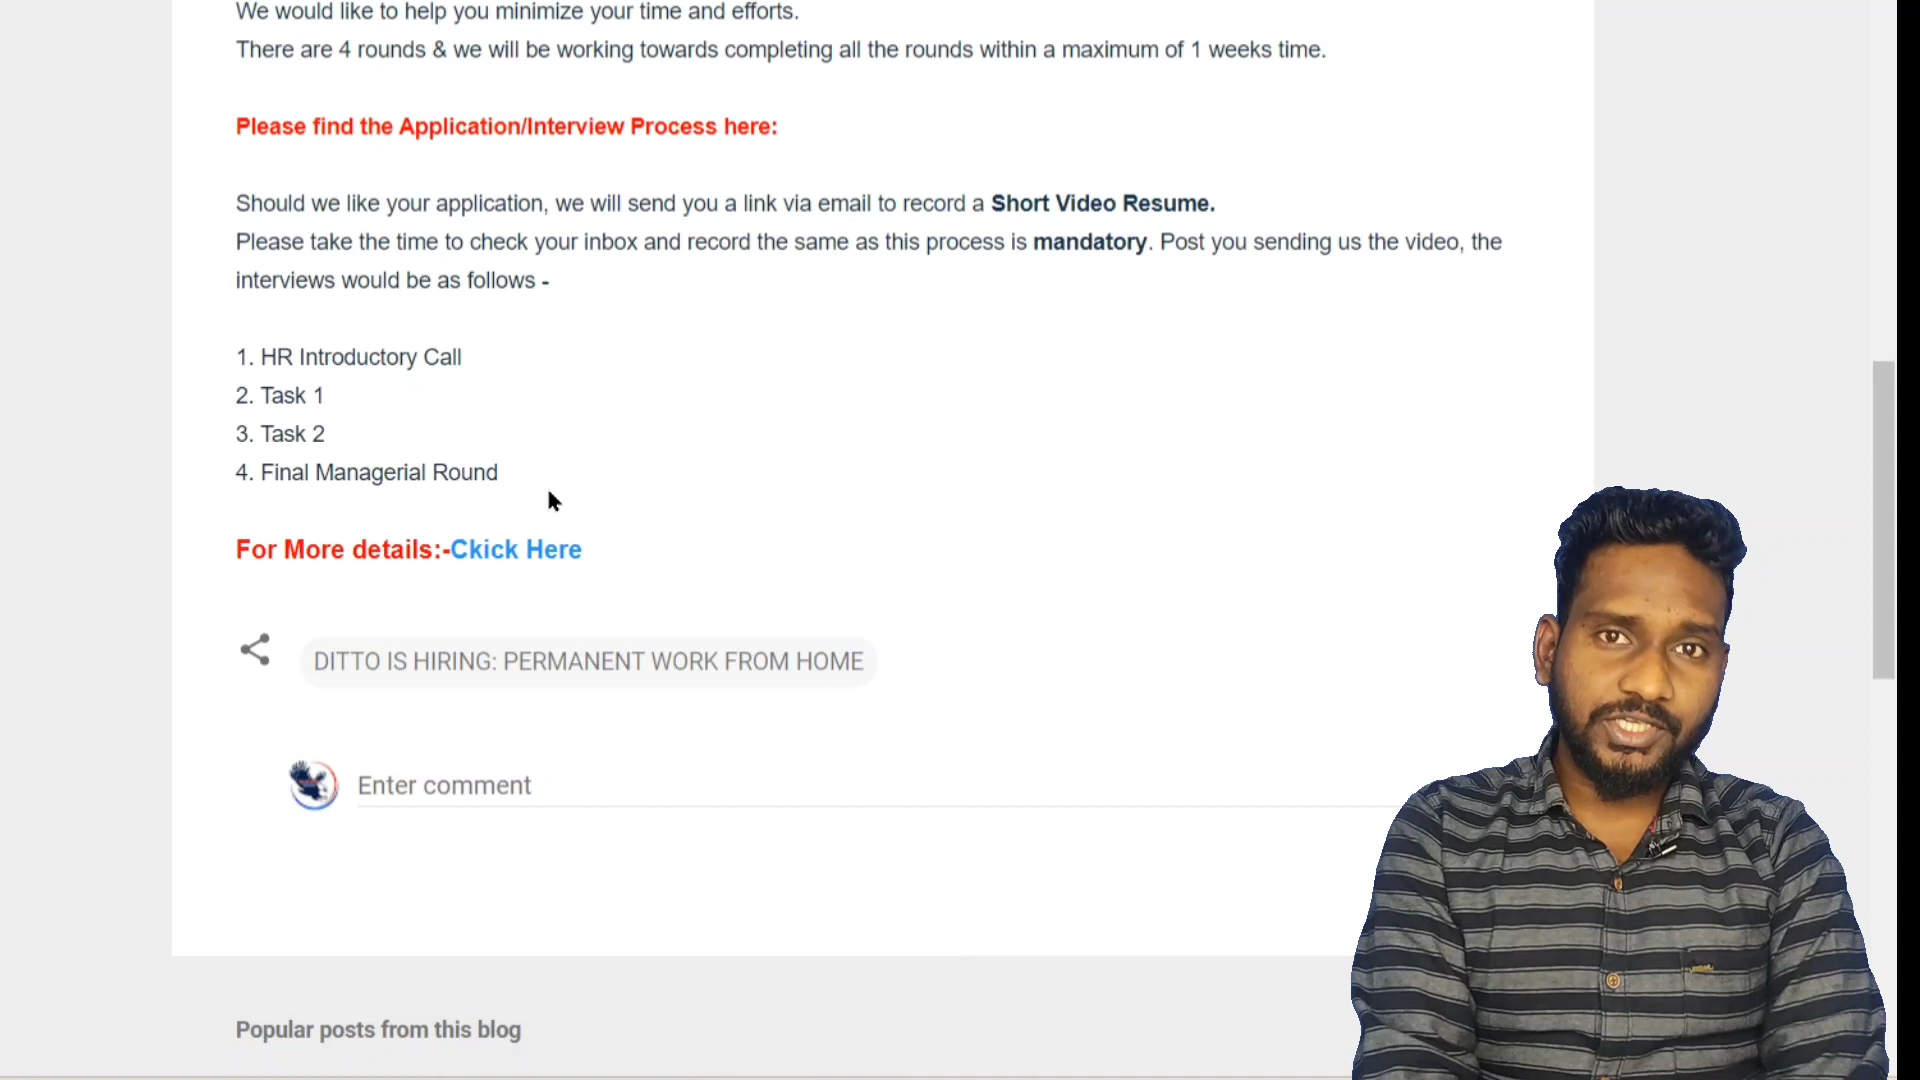 We would like to help you minimize your time and efforts.
There are 4 rounds & we will be working towards completing all the rounds within a maximum of 1 weeks time.
Please find the Application/Interview Process here:
Should we like your application, we will send you a link via email to record a Short Video Resume.
Please take the time to check your inbox and record the same as this process is mandatory. Post you sending us the video, the
interviews would be as follows -
1. HR Introductory Call
2. Task 1
3. Task 2
4. Final Managerial Round
For More details:-Ckick Here
DITTO IS HIRING: PERMANENT WORK FROM HOME
Enter comment
Popular posts from this blog